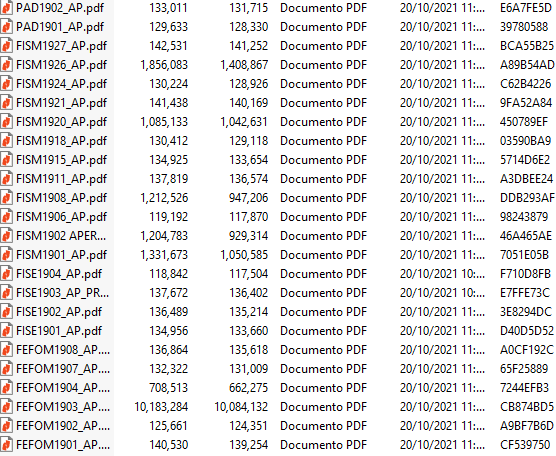 PAD1902_AP.pdf 133,011 131,715 Documento PDF 20/10/2021 11:... E6A7FE5D
PAD1901_AP.pdf 129,633 128,330 Documento PDF 20/10/2021 11:... 39780588
FISM1927_AP.pdf 142,531 141,252 Documento PDF 20/10/2021 11:... BCA55B25
FISM1926_AP.pdf 1,856,083 1,408,867 Documento PDF 20/10/2021 11:... A89B54AD
FISM1924_AP.pdf 130,224 128,926 Documento PDF 20/10/2021 11:... C62B4226
FISM1921_AP.pdf 141,438 140,169 Documento PDF 20/10/2021 11:... 9FA52A84
FISM1920_AP.pdf 1,085,133 1,042,631 Documento PDF 20/10/2021 11:... 450789EF
FISM1918_AP.pdf 130,412 129,118 Documento PDF 20/10/2021 11:... 03590BA9
FISM1915_AP.pdf 134,925 133,654 Documento PDF 20/10/2021 11:... 5714D6E2
FISM1911_AP.pdf 137,819 136,574 Documento PDF 20/10/2021 11:... A3DBEE24
FISM1908_AP.pdf 1,212,526 947,206 Documento PDF 20/10/2021 11:... DDB293AF
FISM1906_AP.pdf 119,192 117,870 Documento PDF 20/10/2021 11:... 98243879
FISM1902 APER... 1,204,783 929,314 Documento PDF 20/10/2021 11:... 46A465AE
FISM1901_AP.pdf 1,331,673 1,050,585 Documento PDF 20/10/2021 11:... 7051E05B
FISE1904_AP.pdf 118,842 117,504 Documento PDF 20/10/2021 10:... F710D8FB
FISE1903_AP_PR... 137,672 136,402 Documento PDF 20/10/2021 10:... E7FFE73C
FISE1902_AP.pdf 136,489 135,214 Documento PDF 20/10/2021 11:... 3E8294DC
FISE1901_AP.pdf 134,956 133,660 Documento PDF 20/10/2021 11:... D40D5D52
FEFOM1908_AP.... 136,864 135,618 Documento PDF 20/10/2021 11:... A0CF192C
FEFOM1907_AP.... 132,322 131,009 Documento PDF 20/10/2021 11:... 65F25889
FEFOM1904_AP.... 708,513 662,275 Documento PDF 20/10/2021 11:... 7244EFB3
FEFOM1903_AP.... 10,183,284 10,084,132 Documento PDF 20/10/2021 11:... CB874BD5
FEFOM1902_AP.... 125,661 124,351 Documento PDF 20/10/2021 11:... A9BF7B6D
FEFOM1901_AP.... 140,530 139,254 Documento PDF 20/10/2021 11:... CF539750